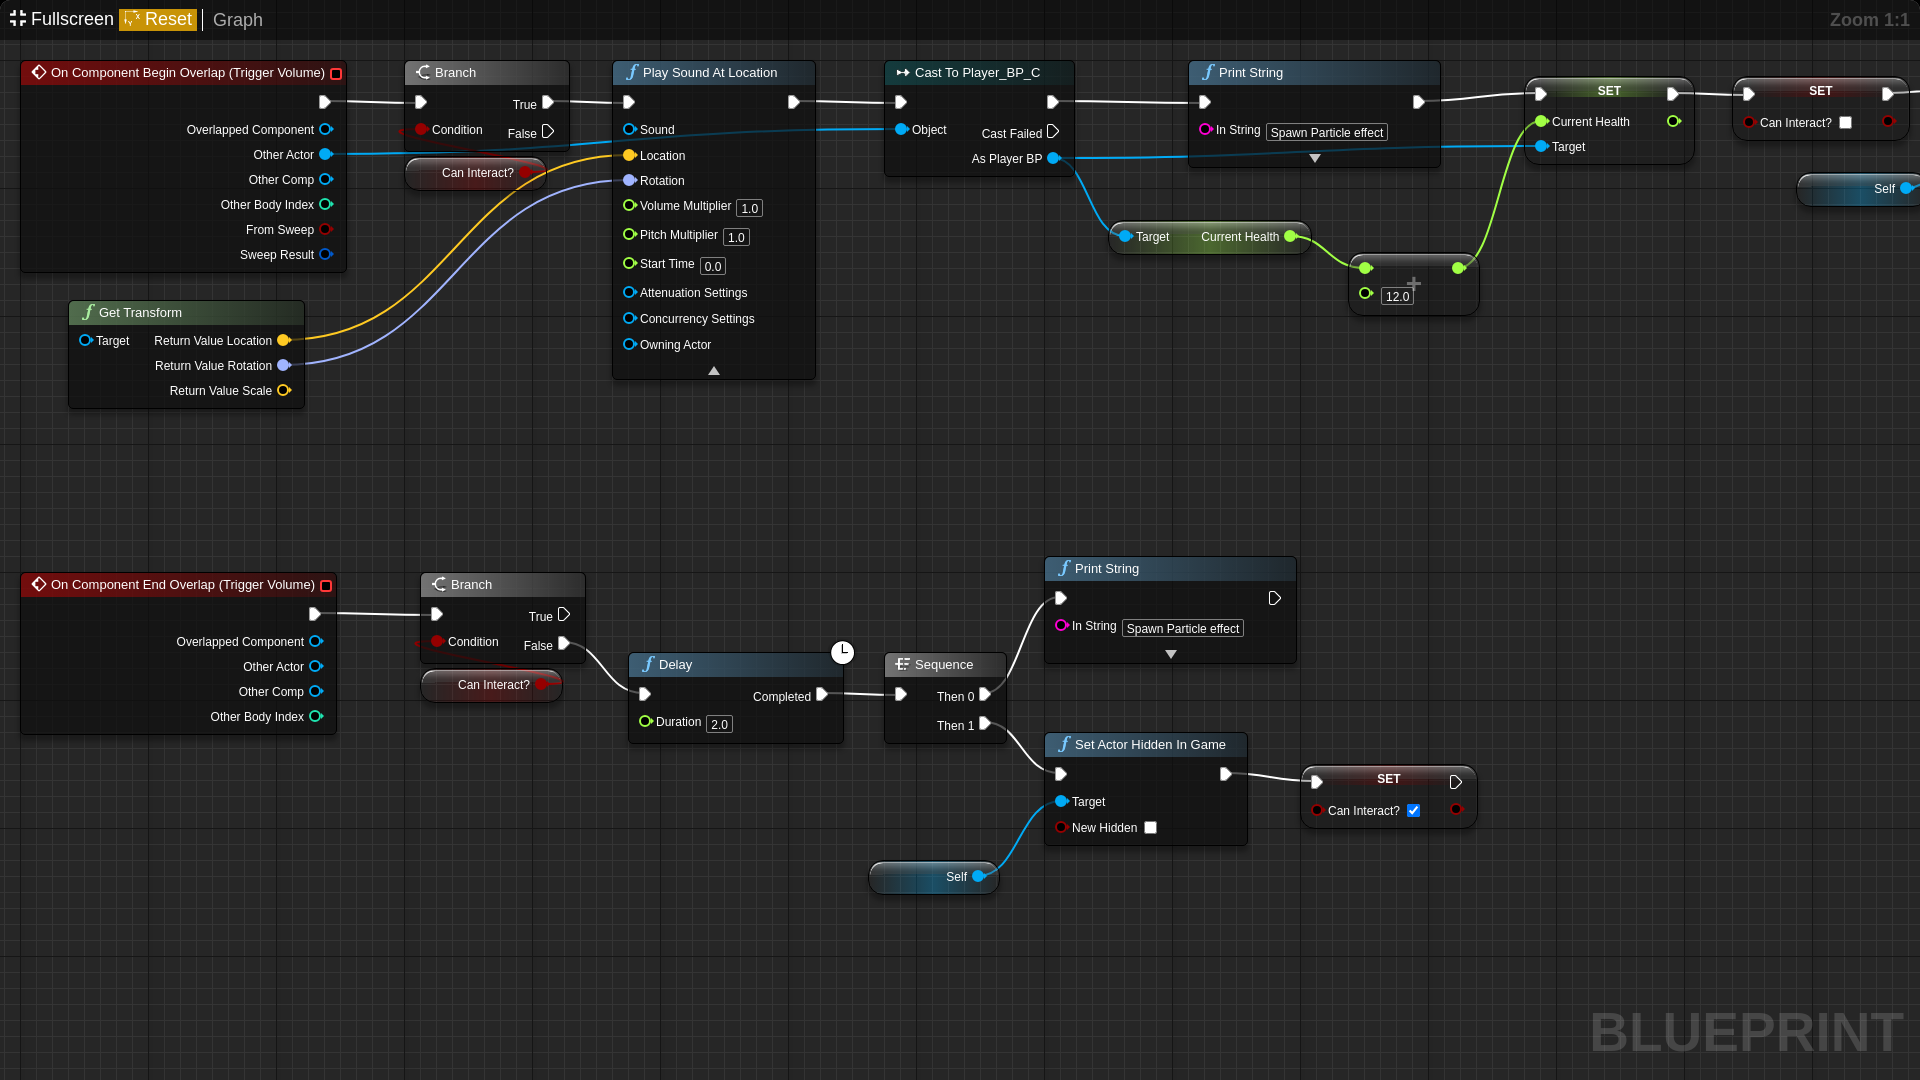 Fullscreen Reset Graph Zoom 1:1
On Component Begin Overlap (Trigger Volume)
Overlapped Component
Other Actor
Other Comp
Other Body Index
From Sweep
Sweep Result
Branch
True
Condition False
Can Interact?
Get Transform
Target Return Value Location
Return Value Rotation
Return Value Scale
Play Sound At Location
Sound
Location
Rotation
Volume Multiplier 1.0
Pitch Multiplier 1.0
Start Time 0.0
Attenuation Settings
Concurrency Settings
Owning Actor
Cast To Player_BP_C
Object Cast Failed
As Player BP
Print String
In String Spawn Particle effect
Target Current Health
+
12.0
SET
Current Health
Target
SET
Can Interact?
Self
On Component End Overlap (Trigger Volume)
Overlapped Component
Other Actor
Other Comp
Other Body Index
Branch
True
Condition False
Can Interact?
Delay
Completed
Duration 2.0
Sequence
Then 0
Then 1
Print String
In String Spawn Particle effect
Set Actor Hidden In Game
Target
New Hidden
Self
SET
Can Interact?
BLUEPRINT